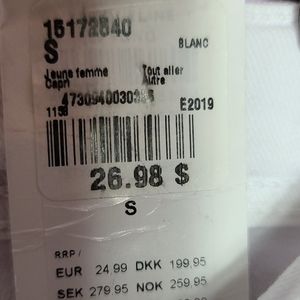 15172540
S BLANC
Jeune femme Tout aller
Capri Autre
1158 E2019
26.98 $
S
RRP /
EUR 24.99 DKK 199.95
SEK 279.95 NOK 259.95